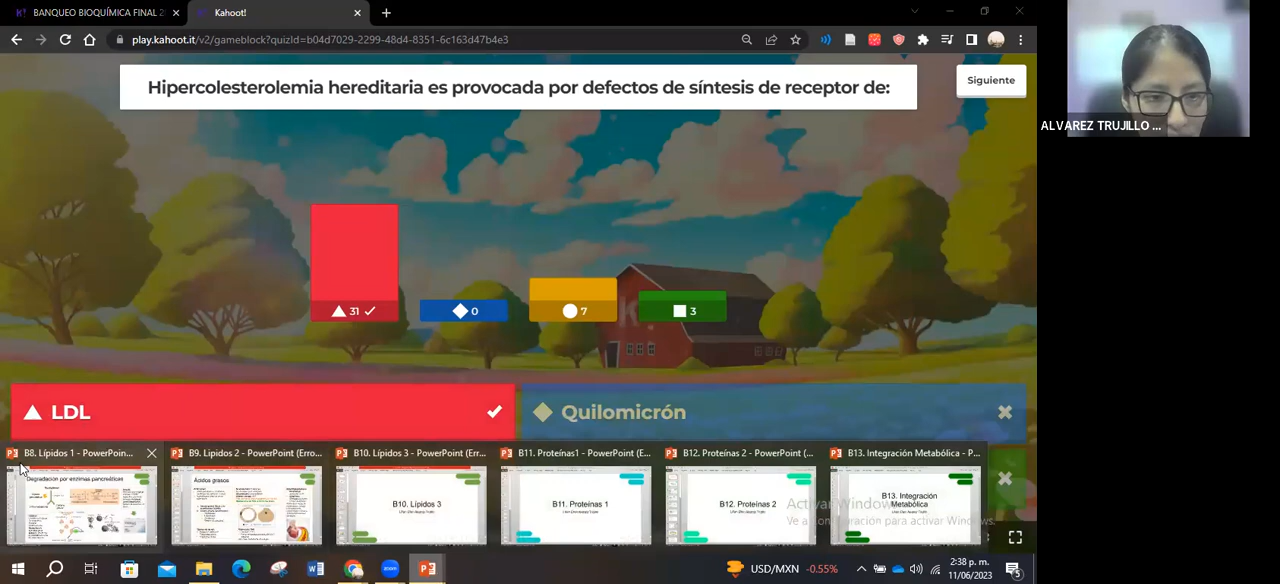 BANQUEO BIOQUÍMICA FINAL 2
Kahoot!
play.kahoot.it/v2/gameblock?quizId=b04d7029-2299-48d4-8351-6c163d47b4e3
Hipercolesterolemia hereditaria es provocada por defectos de síntesis de receptor de:
Siguiente
ALVAREZ TRUJILLO ...
31
0
7
3
LDL
Quilomicrón
B8. Lípidos 1 - PowerPoin...
B9. Lipidos 2 - PowerPoint (Erro...
B10. Lípidos 3 - PowerPoint (Err...
B11. Proteínas1 - PowerPoint (E...
B12. Proteínas 2 - PowerPoint (...
B13. Integración Metabólica - P...
Degradación por enzimas pancreáticas
Ácidos grasos
B10. Lípidos 3
B11. Proteínas 1
B12. Proteínas 2
B13. Integración
Metabólica
Activar Windows
Ve a Configuración para activar Windows.
USD/MXN -0.55%
2:38 p. m.
11/06/2023
5